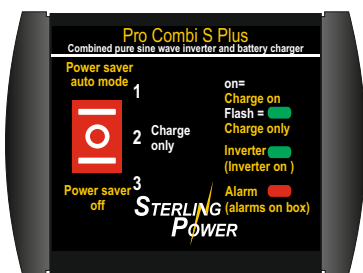 Pro Combi S Plus
Combined pure sine wave inverter and battery charger
Power saver
auto mode
1
2 Charge
only
3
Power saver
off
on=
Charge on
Flash =
Charge only
Inverter
(Inverter on )
Alarm
(alarms on box)
STERLING
POWER